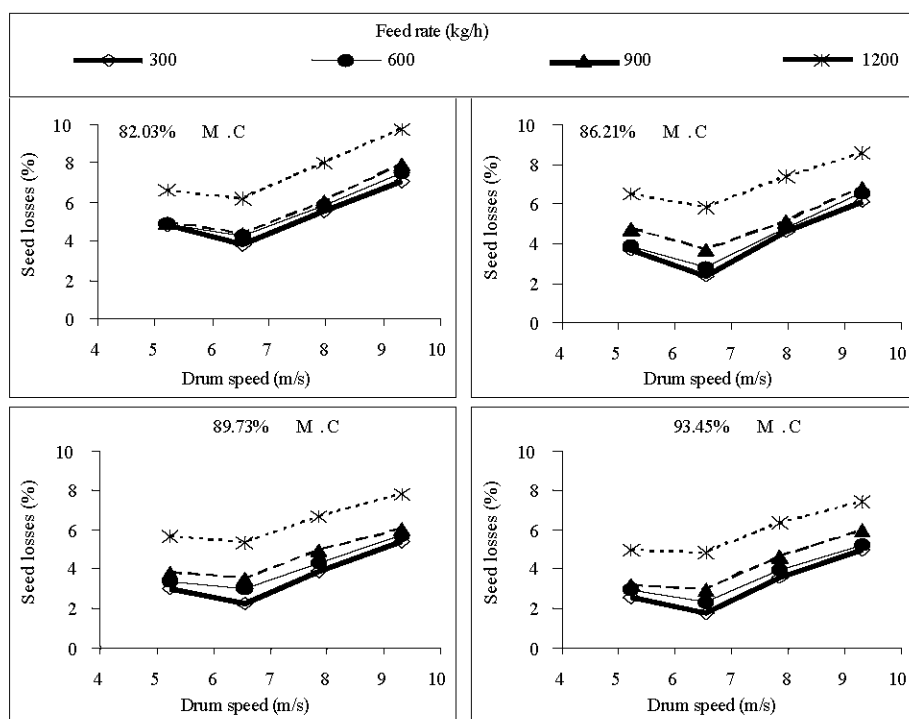 Feed rate (kg/h)
300 600 900 1200
82.03% M .C
Seed losses (%)
10
8
6
4
2
0
4 5 6 7 8 9 10
Drum speed (m/s)
86.21% M .C
Seed losses (%)
10
8
6
4
2
0
4 5 6 7 8 9 10
Drum speed (m/s)
89.73% M .C
Seed losses (%)
10
8
6
4
2
0
4 5 6 7 8 9 10
Drum speed (m/s)
93.45% M .C
Seed losses (%)
10
8
6
4
2
0
4 5 6 7 8 9 10
Drum speed (m/s)